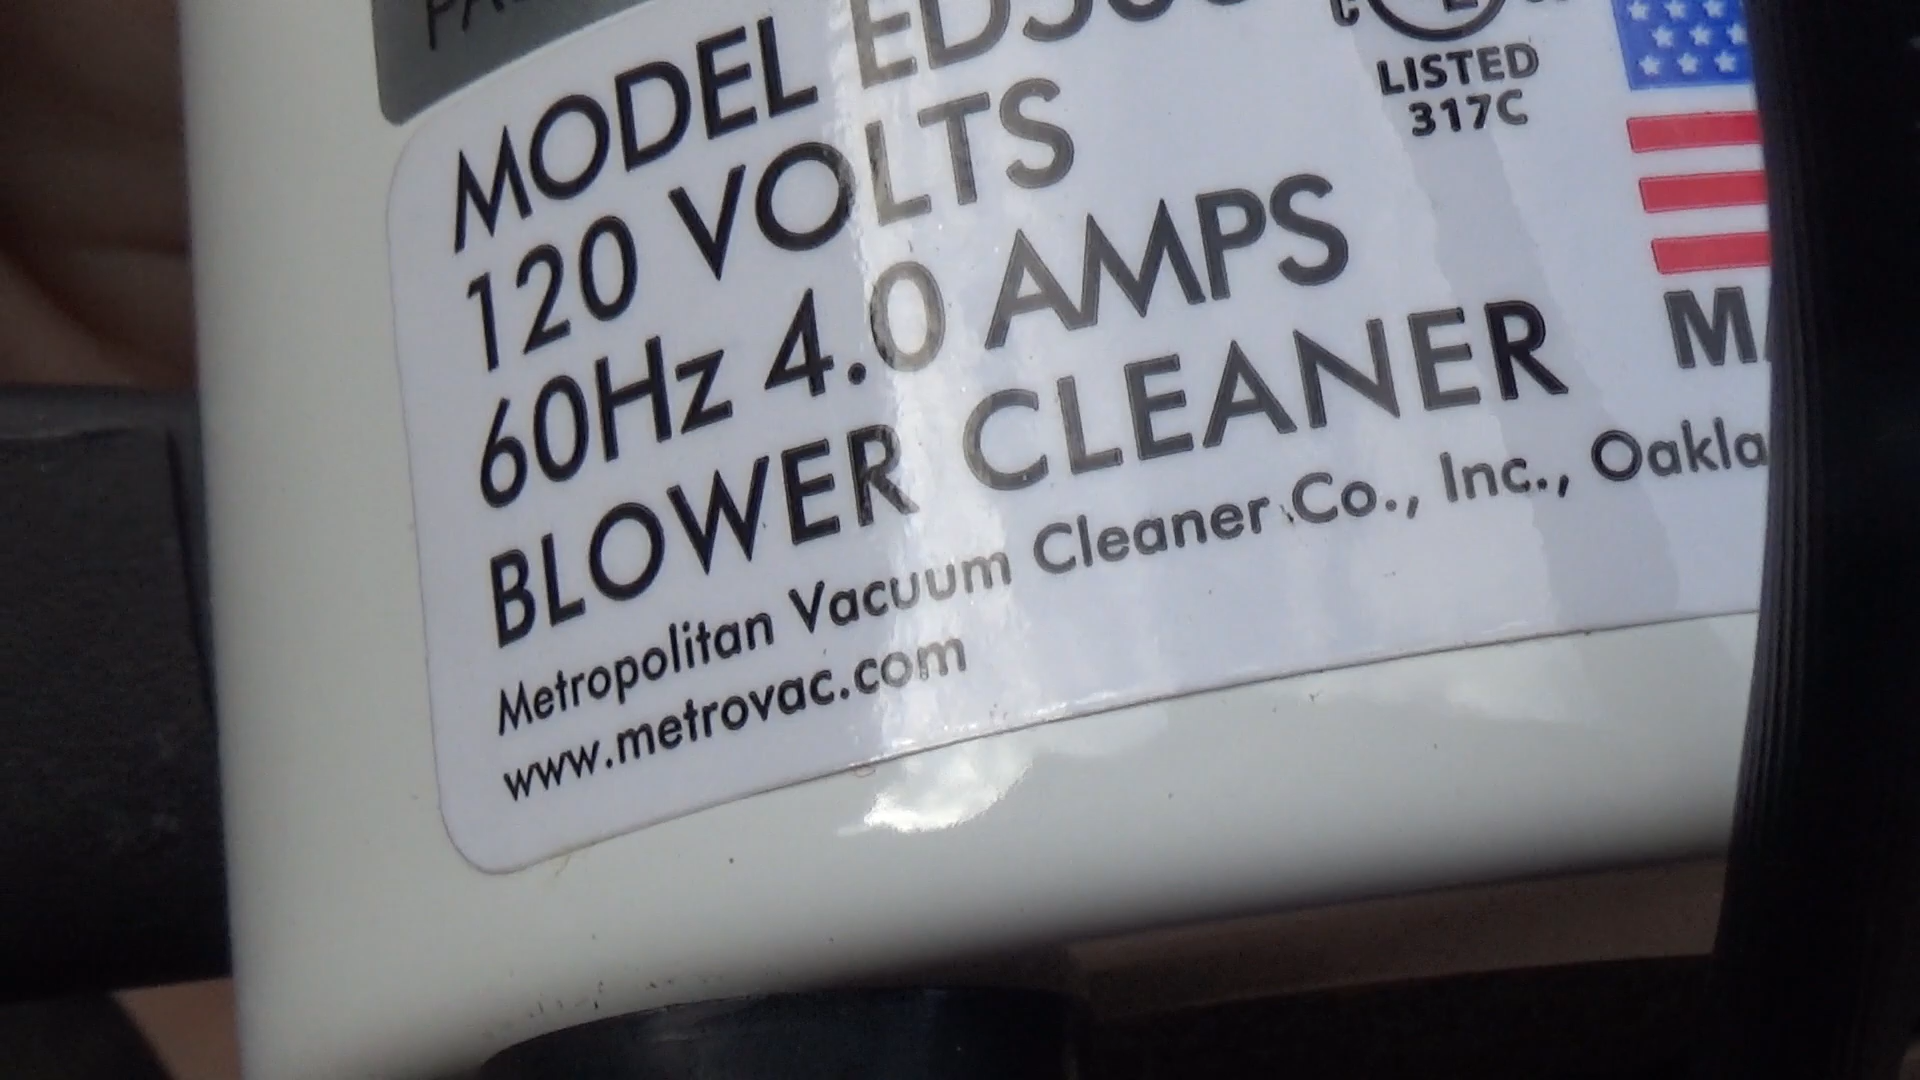 MODEL
120 VOLTS
60Hz 4.0 AMPS
BLOWER CLEANER
Metropolitan Vacuum Cleaner Co., Inc.,
www.metrovac.com
LISTED
317C